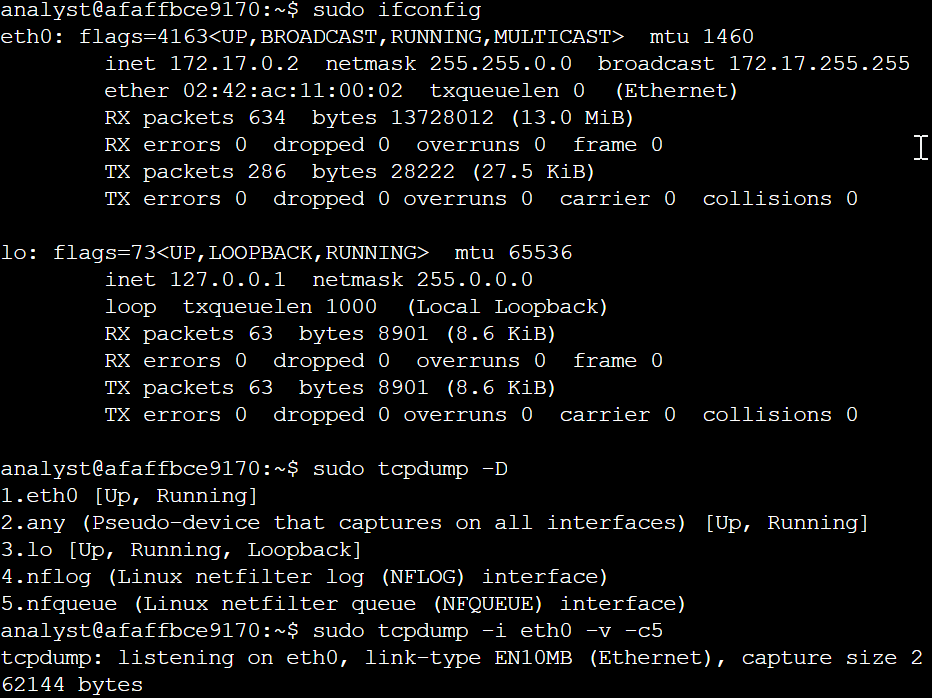 analyst@afaffbce9170:~$ sudo ifconfig
eth0: flags=4163<UP,BROADCAST,RUNNING,MULTICAST>  mtu 1460
        inet 172.17.0.2  netmask 255.255.0.0  broadcast 172.17.255.255
        ether 02:42:ac:11:00:02  txqueuelen 0  (Ethernet)
        RX packets 634  bytes 13728012 (13.0 MiB)
        RX errors 0  dropped 0  overruns 0  frame 0
        TX packets 286  bytes 28222 (27.5 KiB)
        TX errors 0  dropped 0 overruns 0  carrier 0  collisions 0

lo: flags=73<UP,LOOPBACK,RUNNING>  mtu 65536
        inet 127.0.0.1  netmask 255.0.0.0
        loop  txqueuelen 1000  (Local Loopback)
        RX packets 63  bytes 8901 (8.6 KiB)
        RX errors 0  dropped 0  overruns 0  frame 0
        TX packets 63  bytes 8901 (8.6 KiB)
        TX errors 0  dropped 0 overruns 0  carrier 0  collisions 0

analyst@afaffbce9170:~$ sudo tcpdump -D
1.eth0 [Up, Running]
2.any (Pseudo-device that captures on all interfaces) [Up, Running]
3.lo [Up, Running, Loopback]
4.nflog (Linux netfilter log (NFLOG) interface)
5.nfqueue (Linux netfilter queue (NFQUEUE) interface)
analyst@afaffbce9170:~$ sudo tcpdump -i eth0 -v -c5
tcpdump: listening on eth0, link-type EN10MB (Ethernet), capture size 2
62144 bytes